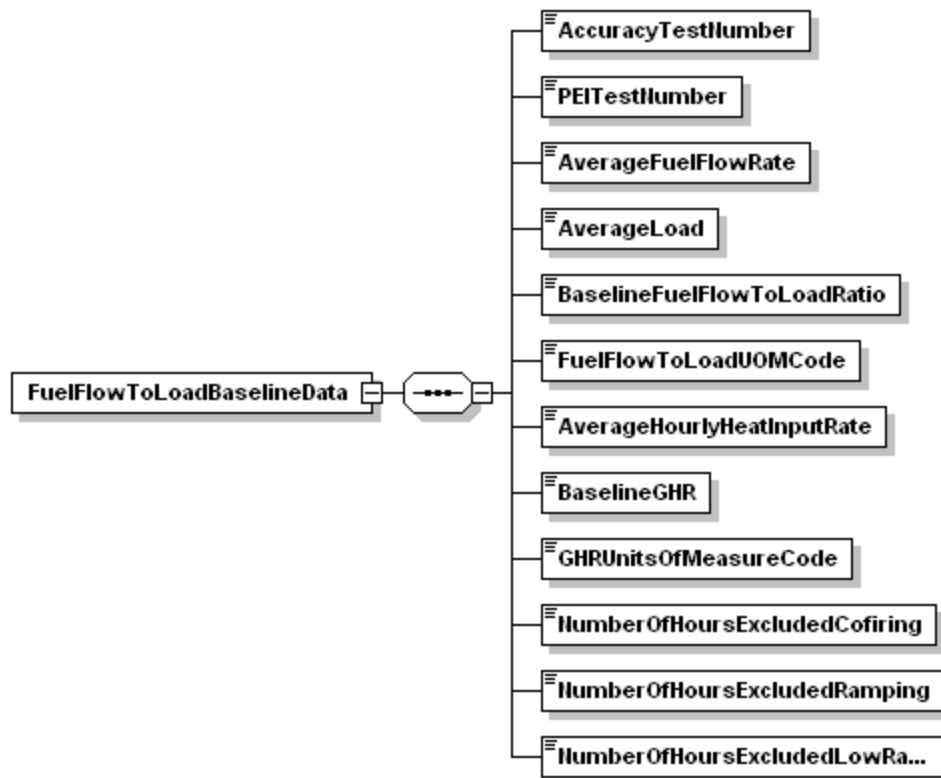 AccuracyTestNumber
PEITestNumber
AverageFuelFlowRate
AverageLoad
BaselineFuelFlowToLoadRatio
FuelFlowToLoadUOMCode
FuelFlowToLoadBaselineData
AverageHourlyHeatInputRate
BaselineGHR
GHRUnitsOfMeasureCode
NumberOfHoursExcludedCofiring
NumberOfHoursExcludedRamping
NumberOfHoursExcludedLowRa...